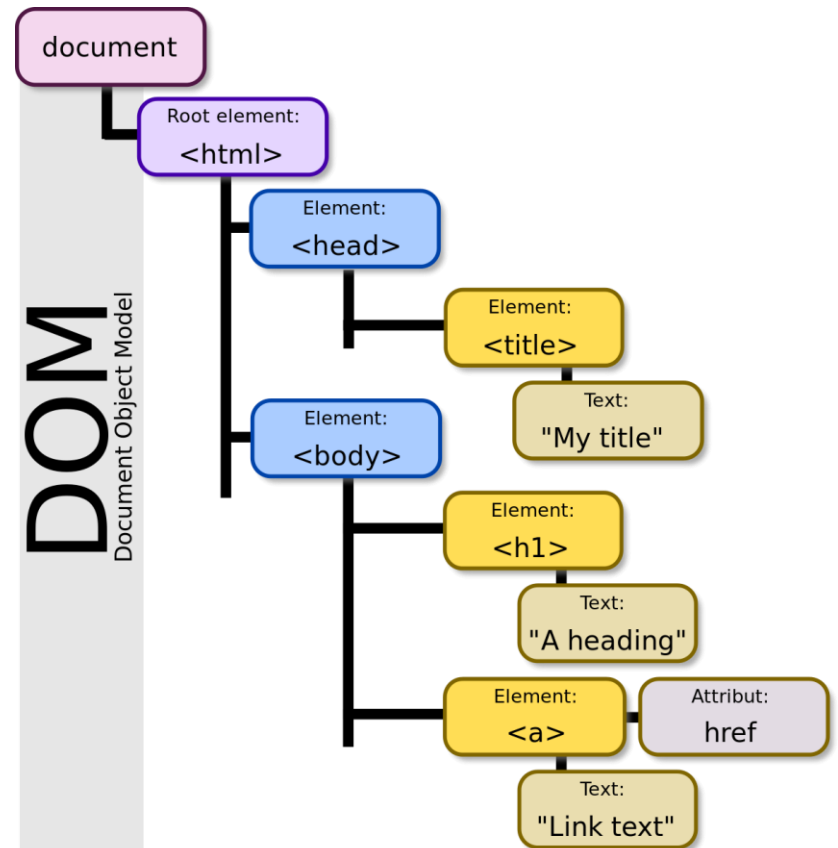 document
Root element:
<html>
Element:
<head>
Element:
<title>
Text:
"My title"
Element:
<body>
Element:
<h1>
Text:
"A heading"
Element:
<a>
Attribut:
href
Text:
"Link text"
DOM
Document Object Model